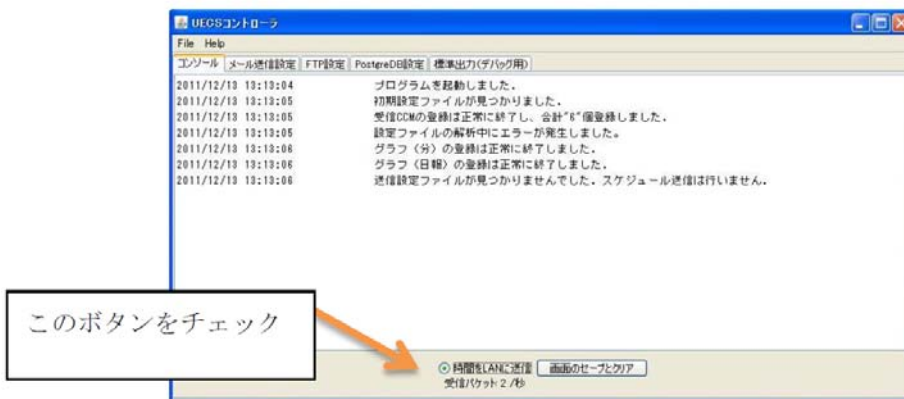 UECSコントローラ
File Help
コンソール メール送信設定 FTP設定 PostgreDB設定 標準出力(デバッグ用)
2011/12/13 13:13:04 プログラムを起動しました.
2011/12/13 13:13:05 初期設定ファイルが見つかりました.
2011/12/13 13:13:05 受信CCMの登録は正常に終了し、合計"6"個登録しました.
2011/12/13 13:13:05 設定ファイルの解析中にエラーが発生しました。
2011/12/13 13:13:06 グラフ（分）の登録は正常に終了しました.
2011/12/13 13:13:06 グラフ（日報）の登録は正常に終了しました.
2011/12/13 13:13:06 送信設定ファイルが見つかりませんでした. スケジュール送信は行いません.
このボタンをチェック
時間をLANに送信 画面のセーブとクリア
受信パケット 2 /秒